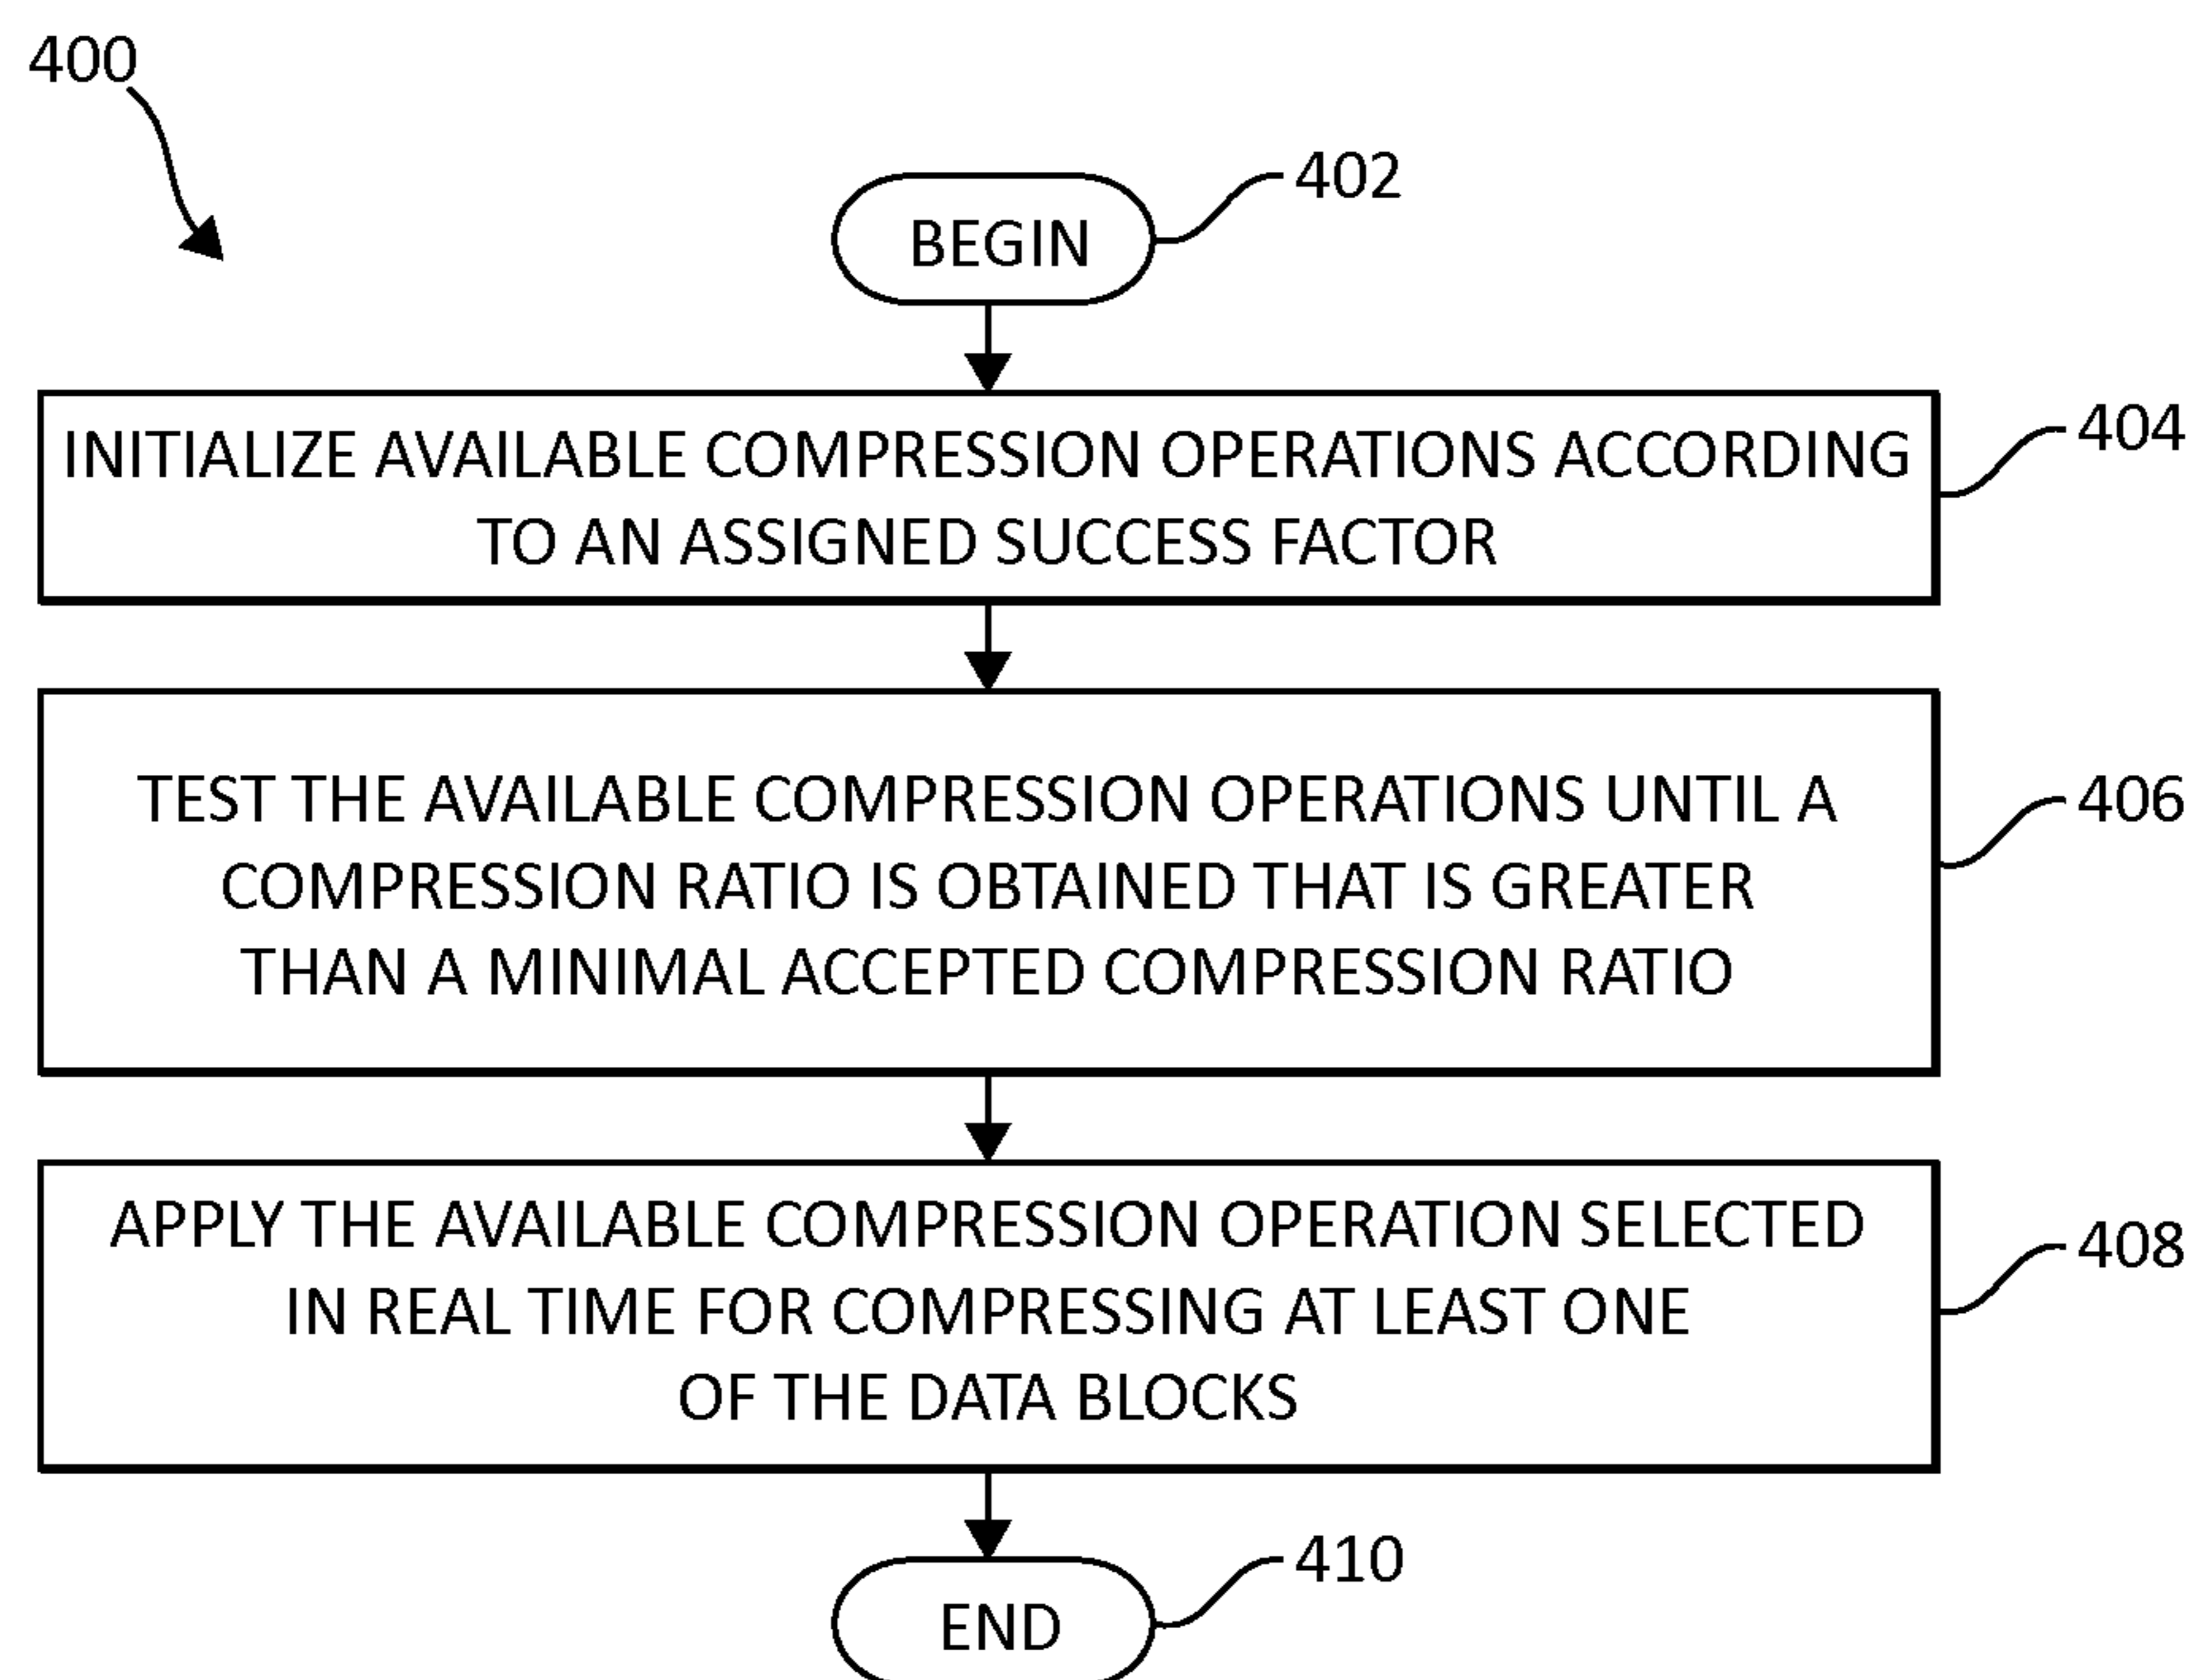 400
402
BEGIN
INITIALIZE AVAILABLE COMPRESSION OPERATIONS ACCORDING
TO AN ASSIGNED SUCCESS FACTOR
404
TEST THE AVAILABLE COMPRESSION OPERATIONS UNTIL A
COMPRESSION RATIO IS OBTAINED THAT IS GREATER
THAN A MINIMAL ACCEPTED COMPRESSION RATIO
406
APPLY THE AVAILABLE COMPRESSION OPERATION SELECTED
IN REAL TIME FOR COMPRESSING AT LEAST ONE
OF THE DATA BLOCKS
408
410
END